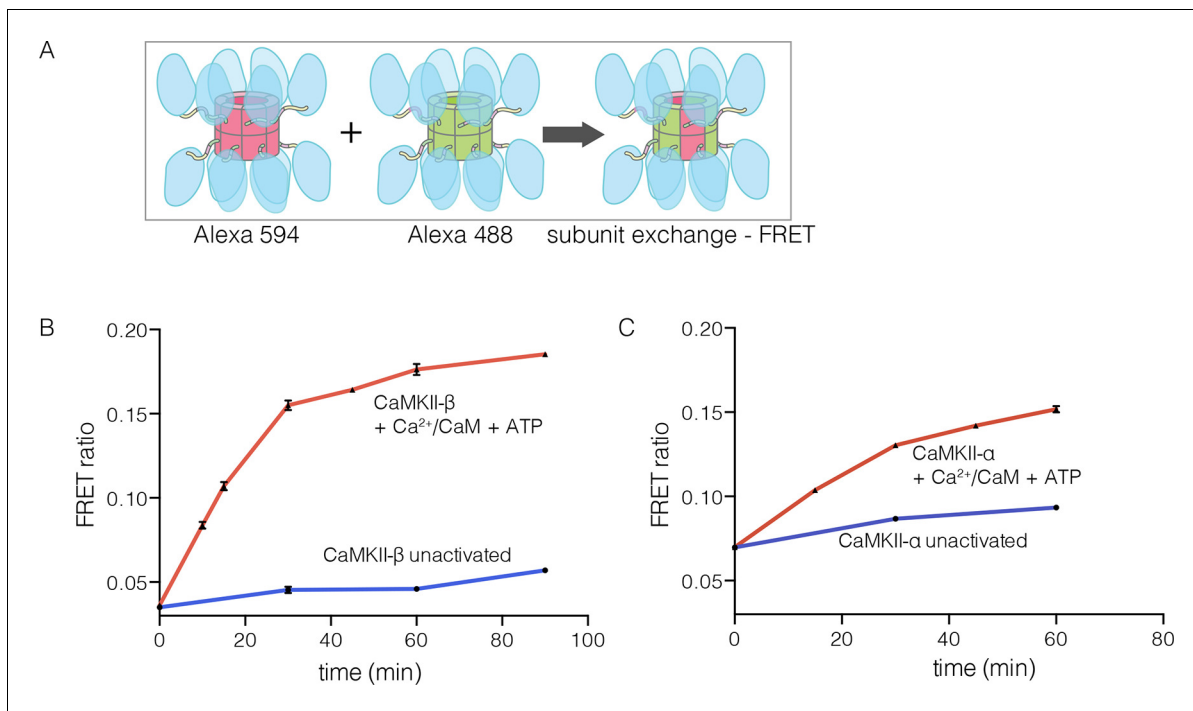 A
+
Alexa 594
Alexa 488
subunit exchange - FRET
B
0.20
0.15
0.10
0.05
FRET ratio
CaMKII-β
+ Ca²⁺/CaM + ATP
CaMKII-β unactivated
0
20
40
60
80
100
time (min)
C
0.20
0.15
0.10
0.05
FRET ratio
CaMKII-α
+ Ca²⁺/CaM + ATP
CaMKII-α unactivated
0
20
40
60
80
time (min)